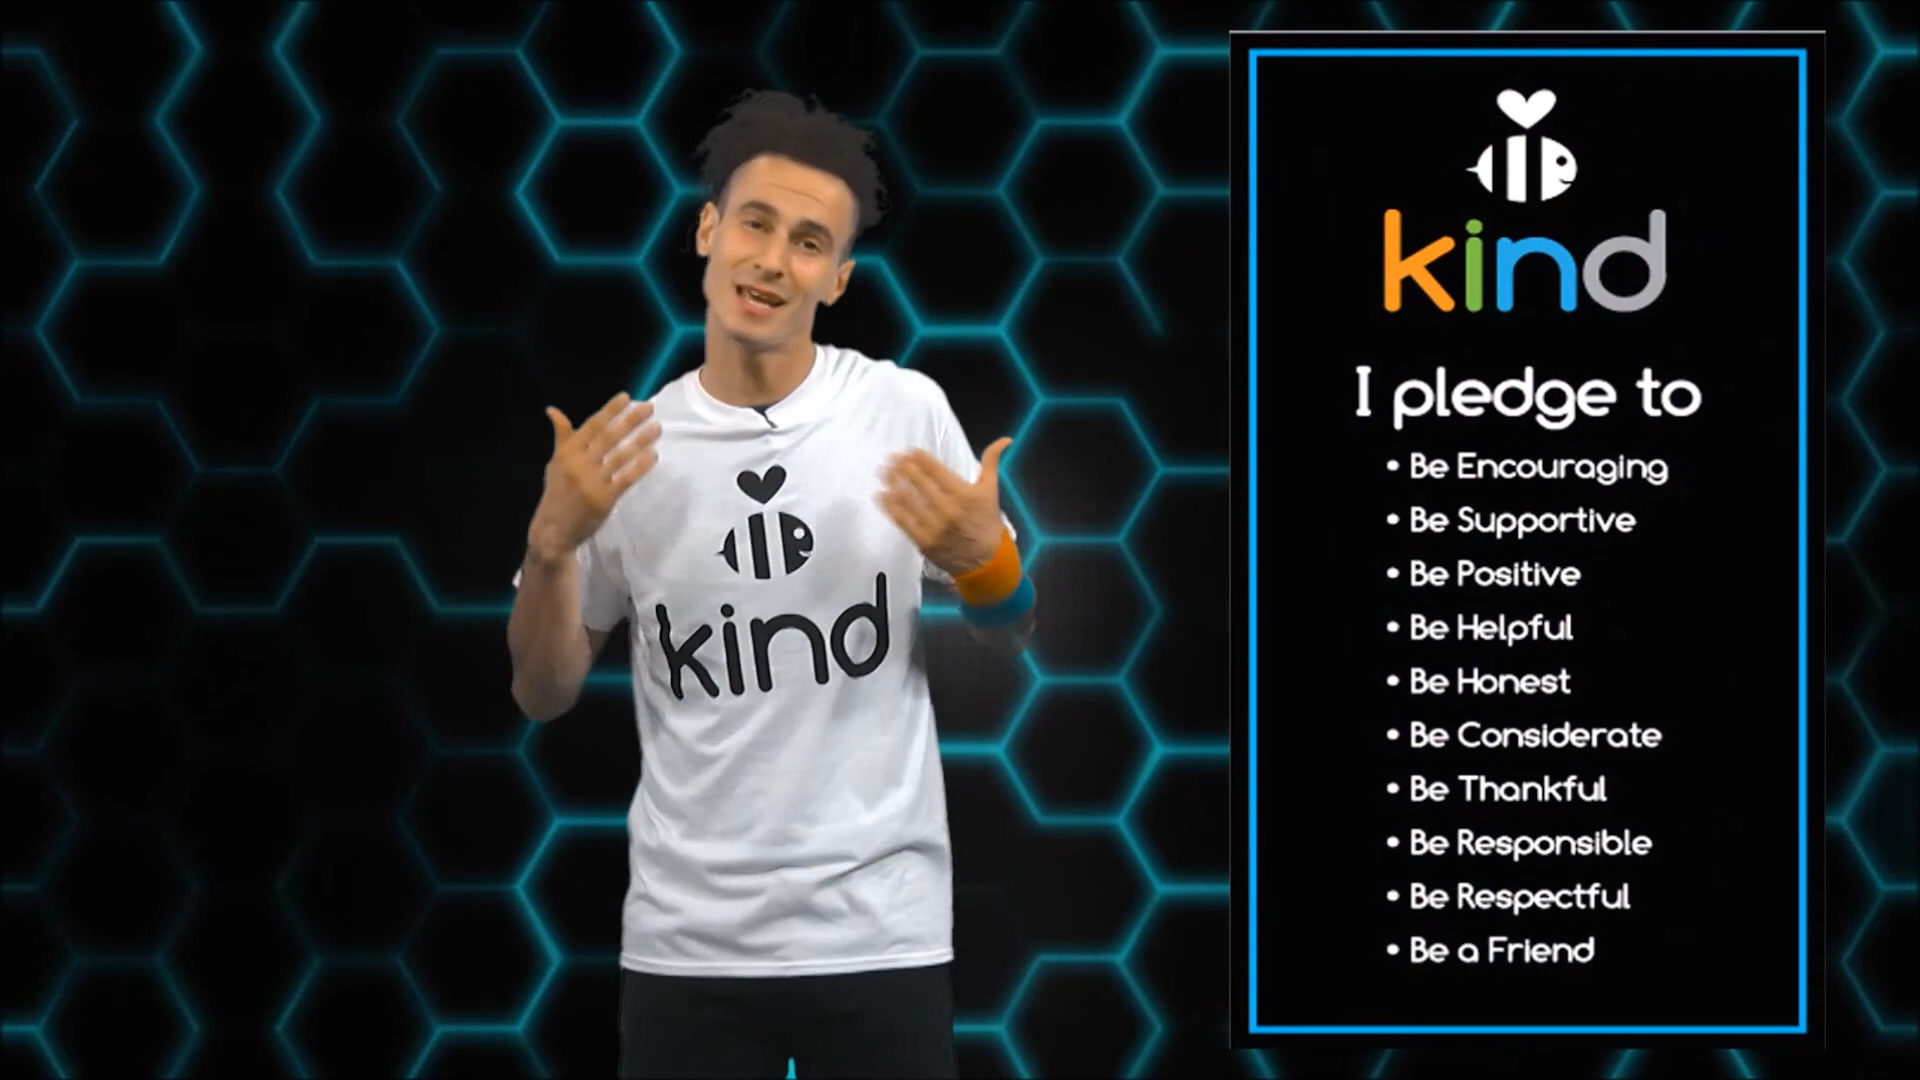 kind
kind
I pledge to
• Be Encouraging
• Be Supportive
• Be Positive
• Be Helpful
• Be Honest
• Be Considerate
• Be Thankful
• Be Responsible
• Be Respectful
• Be a Friend